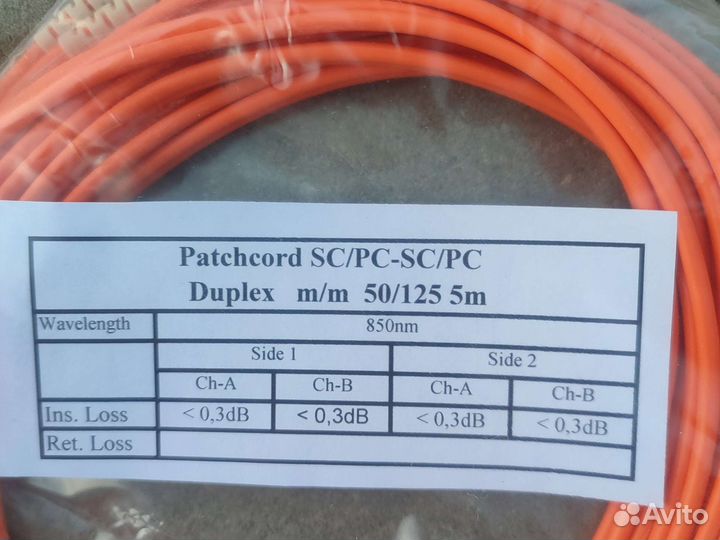 Patchcord SC/PC-SC/PC
Duplex m/m 50/125 5m
Wavelength 850nm
Side 1 Side 2
Ch-A Ch-B Ch-A Ch-B
Ins. Loss < 0,3dB < 0,3dB < 0,3dB < 0,3dB
Ret. Loss
Avito